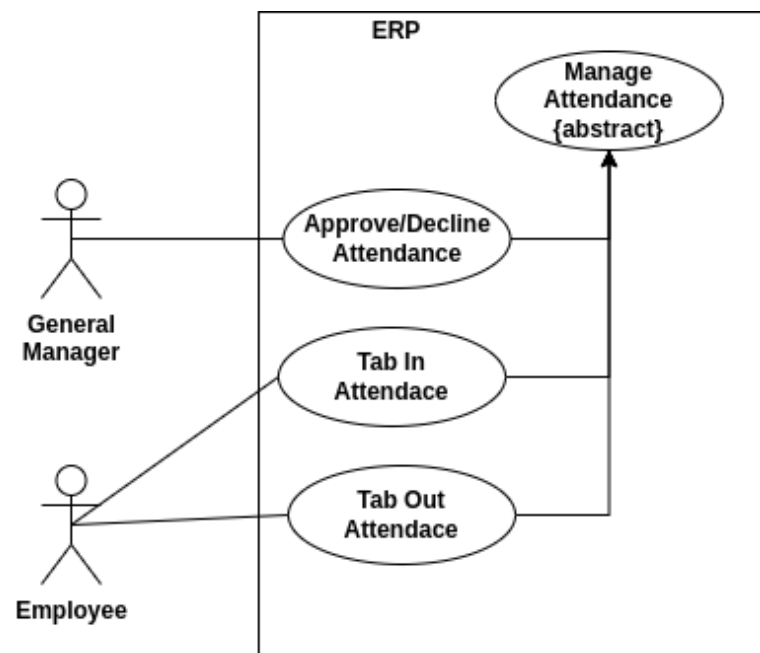 ERP
Manage
Attendance
{abstract}
Approve/Decline
Attendance
General
Manager
Tab In
Attendace
Tab Out
Attendace
Employee